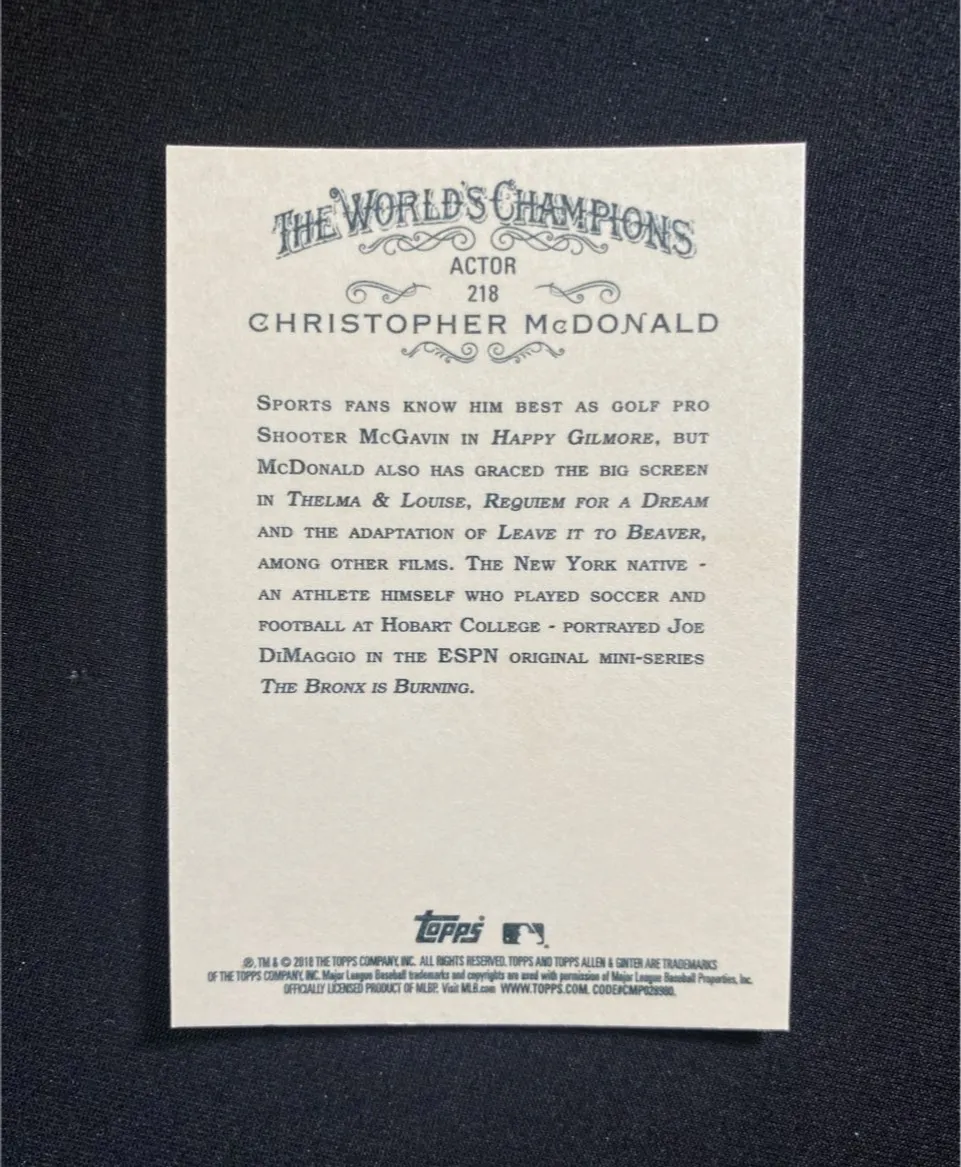 THE WORLD'S CHAMPIONS
ACTOR
218
CHRISTOPHER McDONALD
SPORTS FANS KNOW HIM BEST AS GOLF PRO
SHOOTER McGAVIN IN HAPPY GILMORE, BUT
McDONALD ALSO HAS GRACED THE BIG SCREEN
IN THELMA & LOUISE, REQUIEM FOR A DREAM
AND THE ADAPTATION OF LEAVE IT TO BEAVER,
AMONG OTHER FILMS. THE NEW YORK NATIVE -
AN ATHLETE HIMSELF WHO PLAYED SOCCER AND
FOOTBALL AT HOBART COLLEGE - PORTRAYED JOE
DiMAGGIO IN THE ESPN ORIGINAL MINI-SERIES
THE BRONX IS BURNING.
topps
®, TM & © 2018 THE TOPPS COMPANY, INC. ALL RIGHTS RESERVED. TOPPS AND TOPPS ALLEN & GINTER ARE TRADEMARKS
OF THE TOPPS COMPANY, INC. Major League Baseball trademarks and copyrights are used with permission of Major League Baseball Properties, Inc.
OFFICIALLY LICENSED PRODUCT OF MLBP. Visit MLB.com WWW.TOPPS.COM.